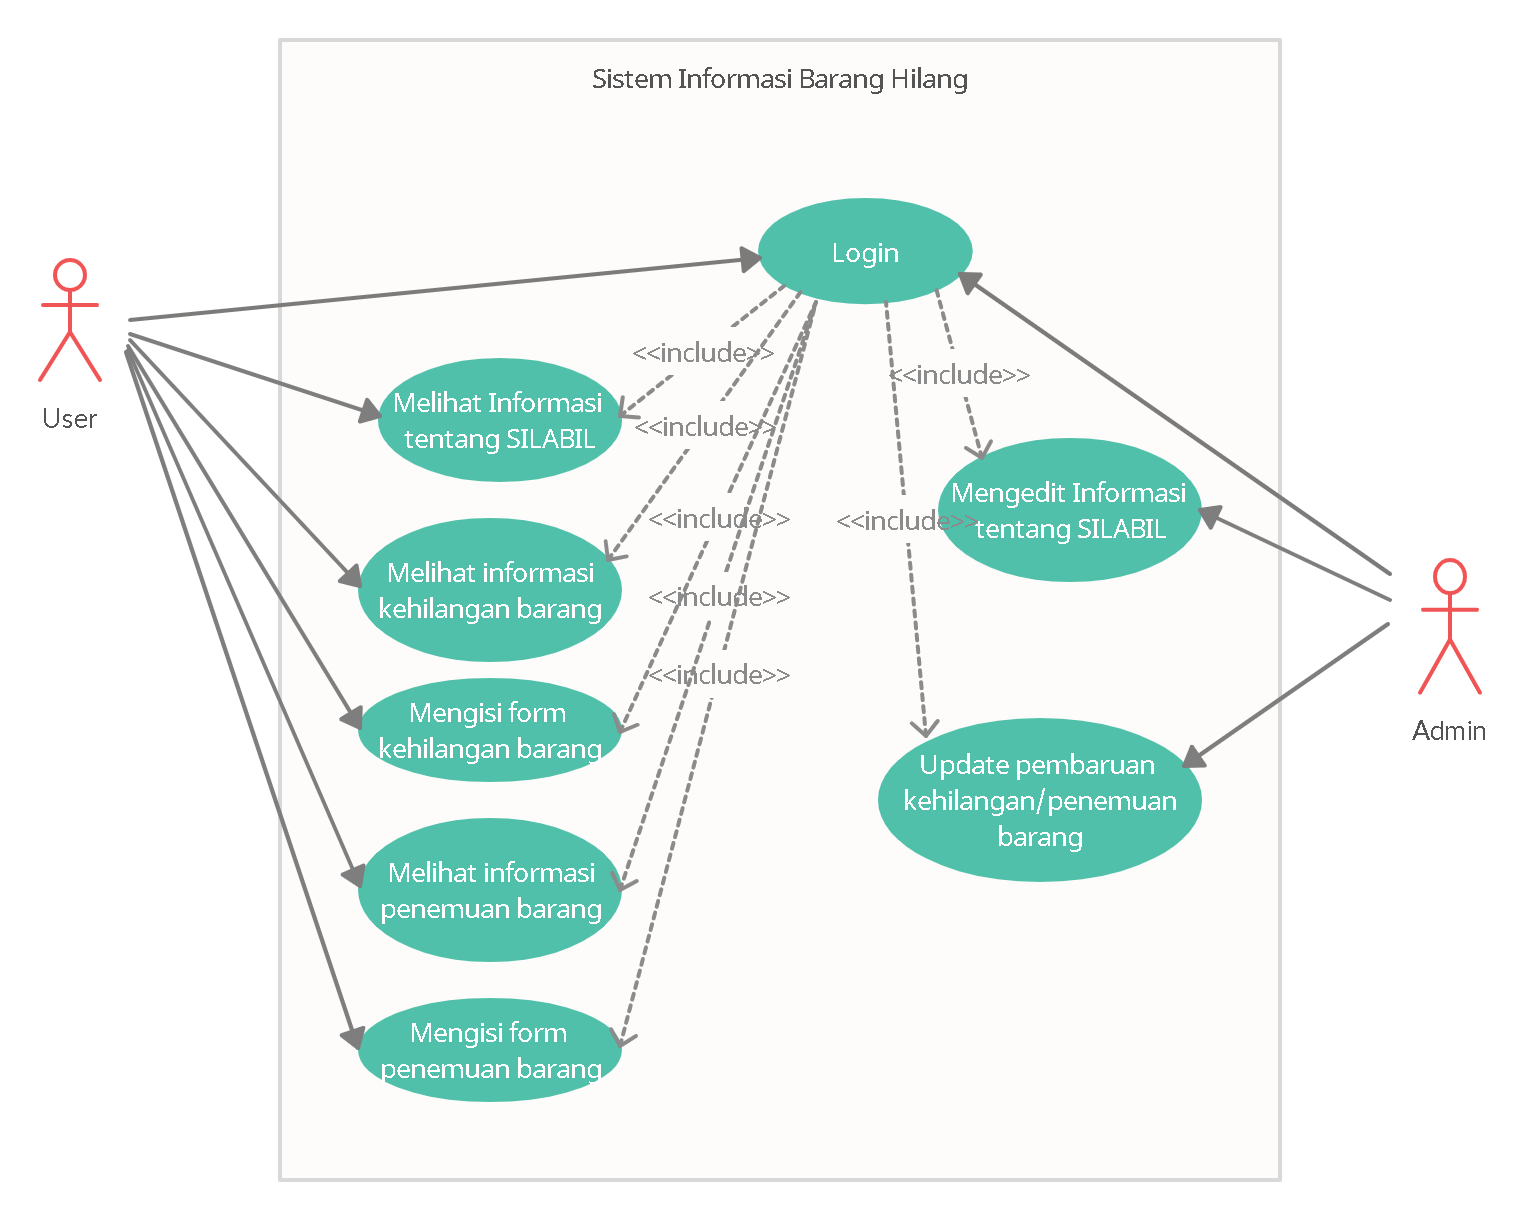 Sistem Informasi Barang Hilang
Login
User
<<include>>
<<include>>
Melihat Informasi
tentang SILABIL
<<include>>
Mengedit Informasi
tentang SILABIL
<<include>>
<<include>>
Melihat informasi
kehilangan barang
<<include>>
<<include>>
Mengisi form
kehilangan barang
Admin
Update pembaruan
kehilangan/penemuan
barang
Melihat informasi
penemuan barang
Mengisi form
penemuan barang